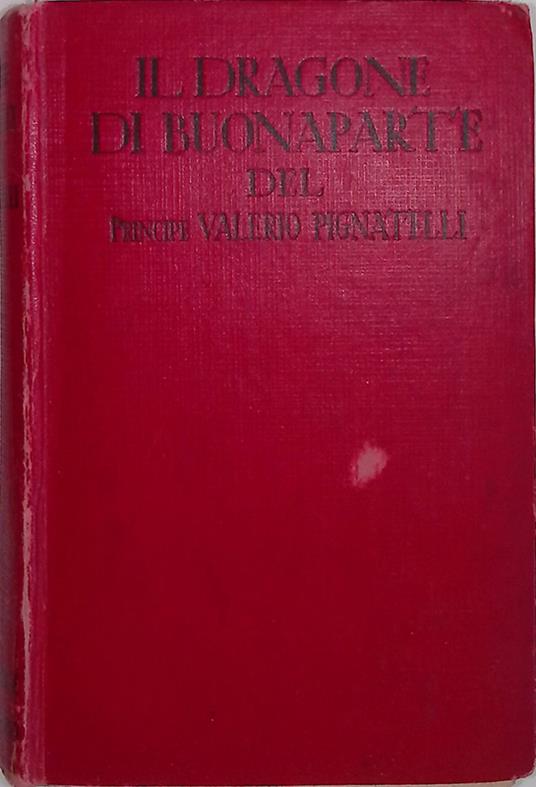 IL DRAGONE
DI BUONAPARTE
DEL
PRINCIPE VALERIO PIGNATELLI